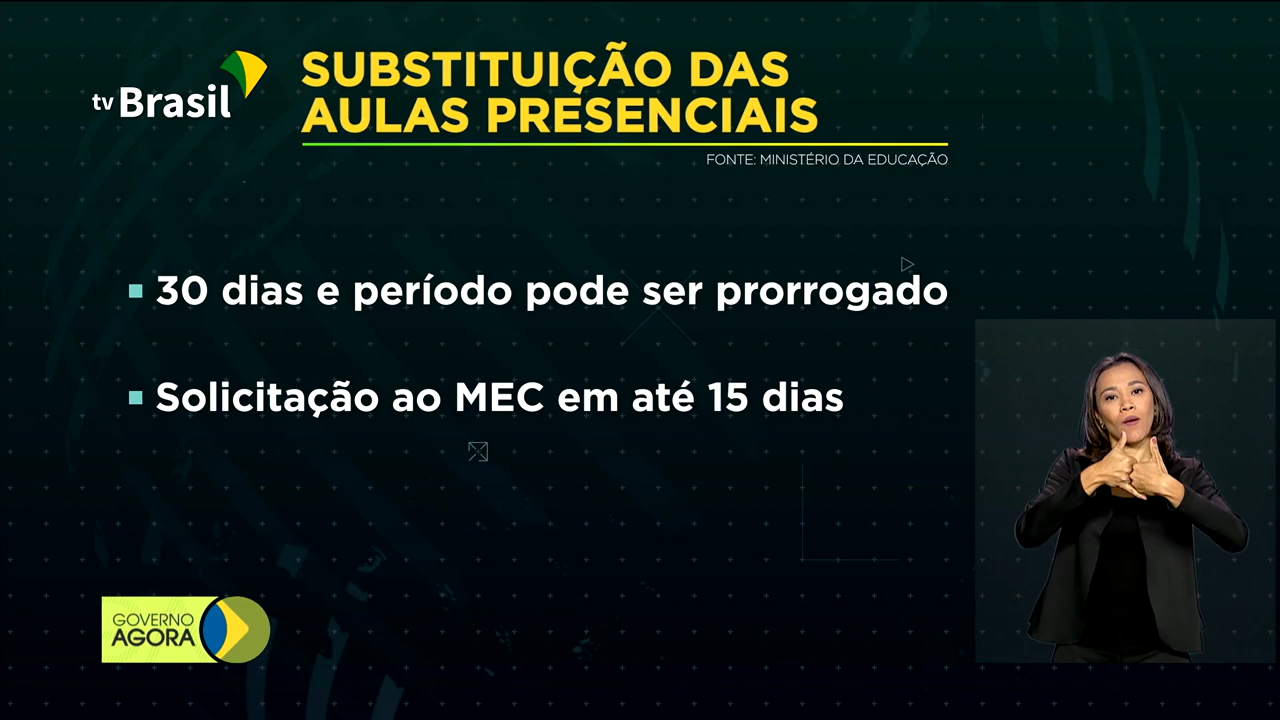 tv Brasil
SUBSTITUIÇÃO DAS
AULAS PRESENCIAIS
FONTE: MINISTÉRIO DA EDUCAÇÃO
30 dias e período pode ser prorrogado
Solicitação ao MEC em até 15 dias
GOVERNO
AGORA